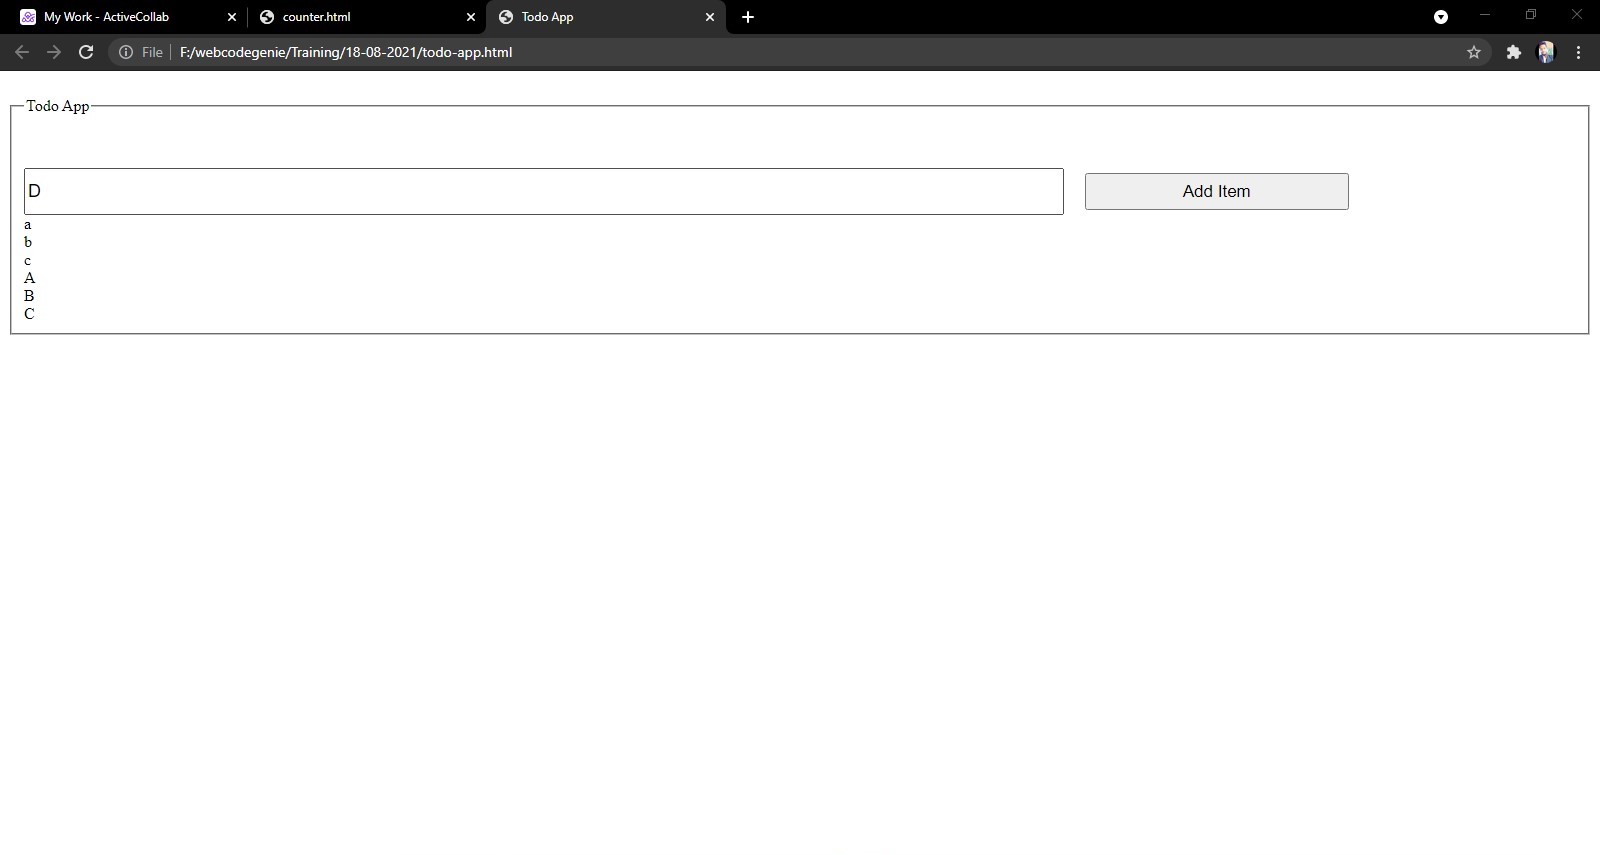 My Work - ActiveCollab
counter.html
Todo App
File
F:/webcodegenie/Training/18-08-2021/todo-app.html
Todo App
D
Add Item
a
b
c
A
B
C